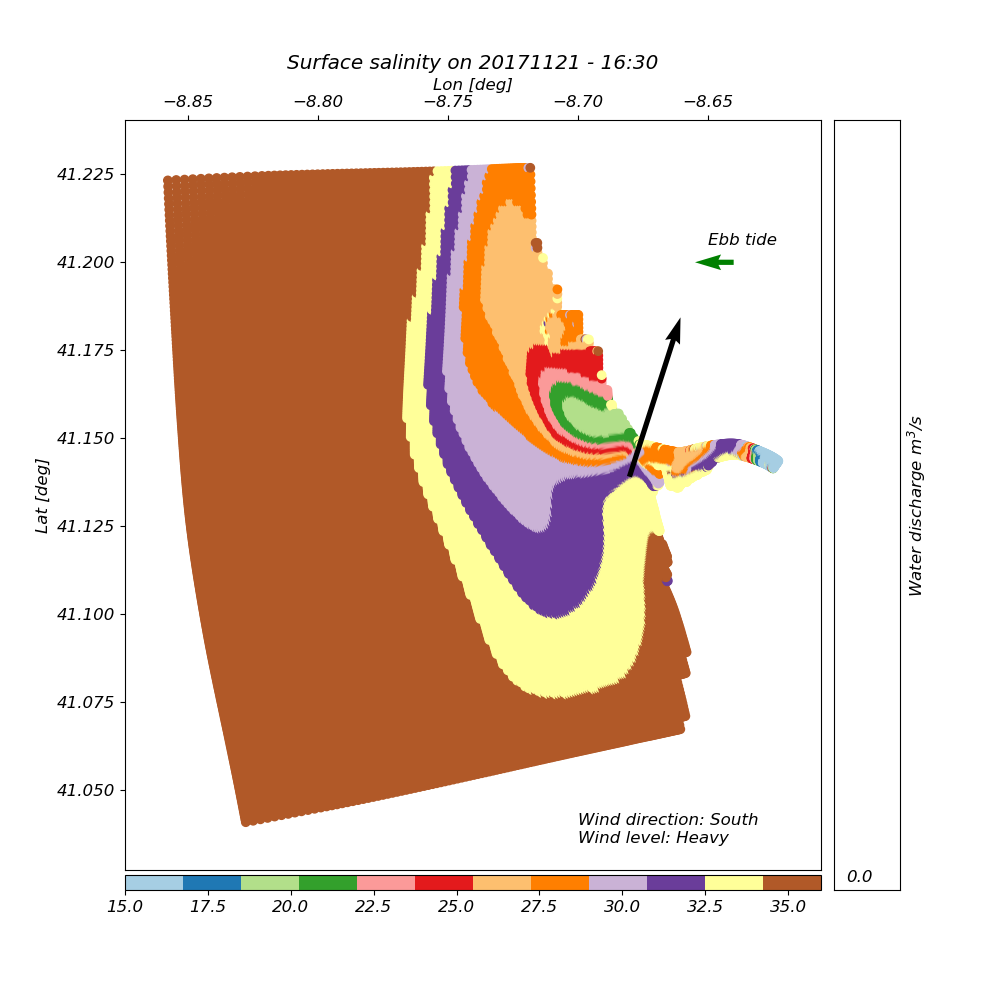 Surface salinity on 20171121 - 16:30
Lon [deg]
−8.85 −8.80 −8.75 −8.70 −8.65
41.225
41.200
41.175
41.150
41.125
41.100
41.075
41.050
Lat [deg]
Ebb tide
Wind direction: South
Wind level: Heavy
Water discharge m³/s
0.0
15.0 17.5 20.0 22.5 25.0 27.5 30.0 32.5 35.0